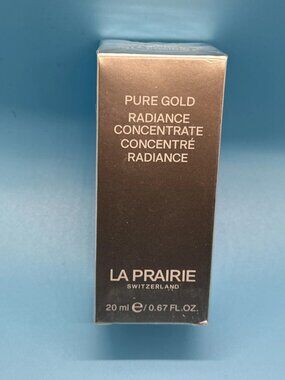 PURE GOLD
RADIANCE
CONCENTRATE
CONCENTRÉ
RADIANCE
LA PRAIRIE
SWITZERLAND
20 ml ℮/ 0.67 FL.OZ.